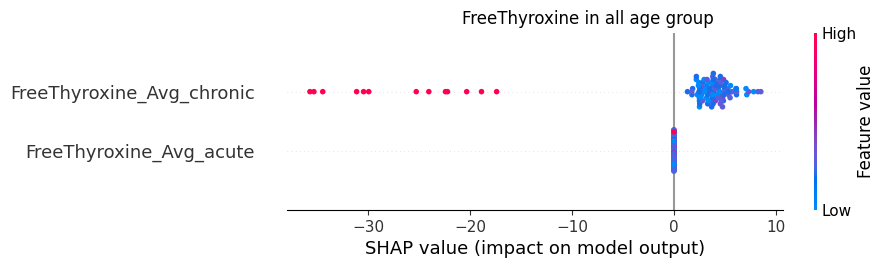 FreeThyroxine in all age group
High
FreeThyroxine_Avg_chronic
FreeThyroxine_Avg_acute
Feature value
Low
−30 −20 −10 0 10
SHAP value (impact on model output)